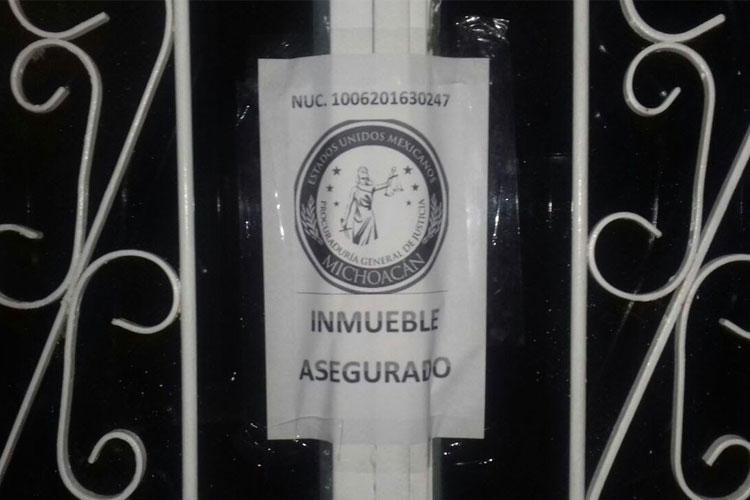 NUC. 1006201630247
ESTADOS UNIDOS MEXICANOS
PROCURADURÍA GENERAL DE JUSTICIA
MICHOACÁN
INMUEBLE
ASEGURADO